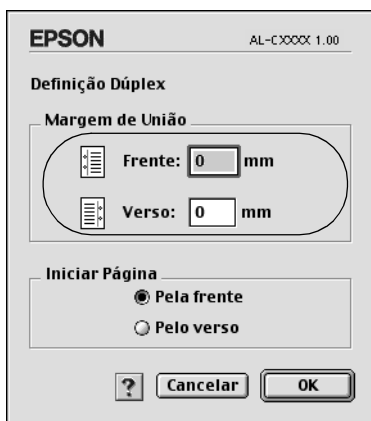 EPSON AL-CXXXX 1.00
Definição Dúplex
Margem de União
Frente: 0 mm
Verso: 0 mm
Iniciar Página
Pela frente
Pelo verso
? Cancelar OK